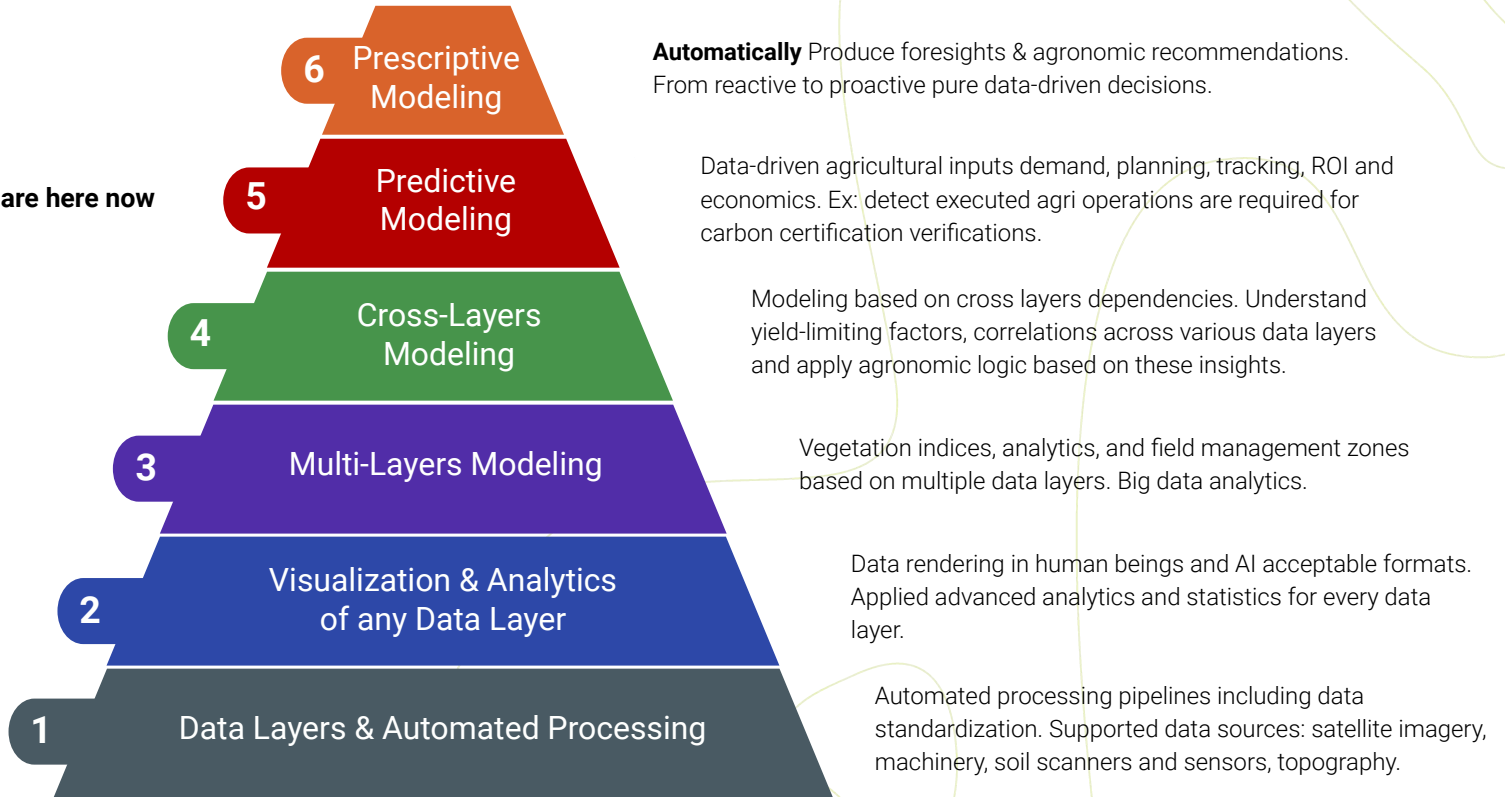 6
Prescriptive
Modeling
Automatically Produce foresights & agronomic recommendations.
From reactive to proactive pure data-driven decisions.
are here now
5
Predictive
Modeling
Data-driven agricultural inputs demand, planning, tracking, ROI and
economics. Ex: detect executed agri operations are required for
carbon certification verifications.
4
Cross-Layers
Modeling
Modeling based on cross layers dependencies. Understand
yield-limiting factors, correlations across various data layers
and apply agronomic logic based on these insights.
3
Multi-Layers Modeling
Vegetation indices, analytics, and field management zones
based on multiple data layers. Big data analytics.
2
Visualization & Analytics
of any Data Layer
Data rendering in human beings and AI acceptable formats.
Applied advanced analytics and statistics for every data
layer.
1
Data Layers & Automated Processing
Automated processing pipelines including data
standardization. Supported data sources: satellite imagery,
machinery, soil scanners and sensors, topography.